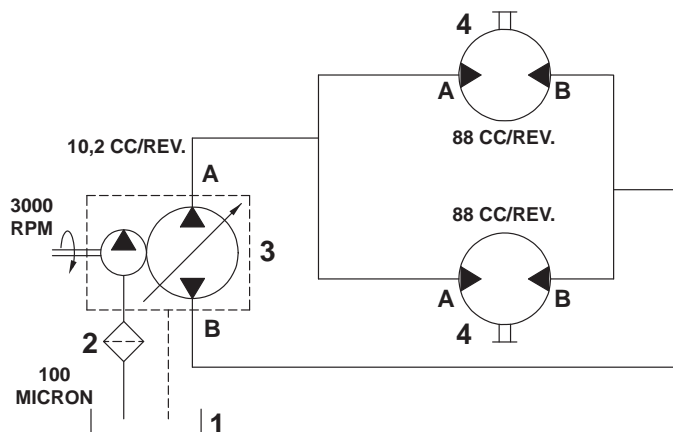 4
A
B
88 CC/REV.
10,2 CC/REV.
A
3000
RPM
3
88 CC/REV.
A
B
4
B
2
100
MICRON
1